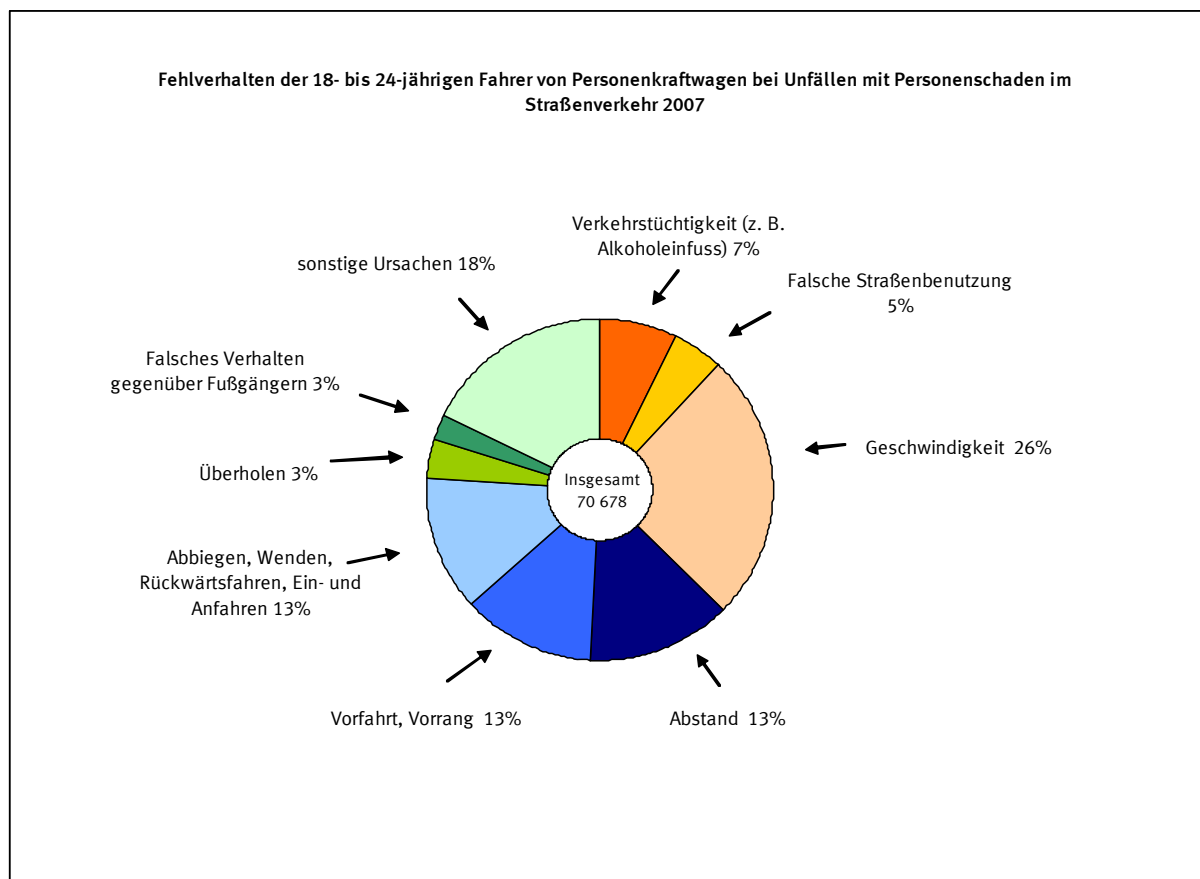 Fehlverhalten der 18- bis 24-jährigen Fahrer von Personenkraftwagen bei Unfällen mit Personenschaden im
Straßenverkehr 2007
Verkehrstüchtigkeit (z. B.
Alkoholeinfuss) 7%
sonstige Ursachen 18%
Falsche Straßenbenutzung
5%
Falsches Verhalten
gegenüber Fußgängern 3%
Geschwindigkeit 26%
Überholen 3%
Insgesamt
70 678
Abbiegen, Wenden,
Rückwärtsfahren, Ein- und
Anfahren 13%
Vorfahrt, Vorrang 13%
Abstand 13%